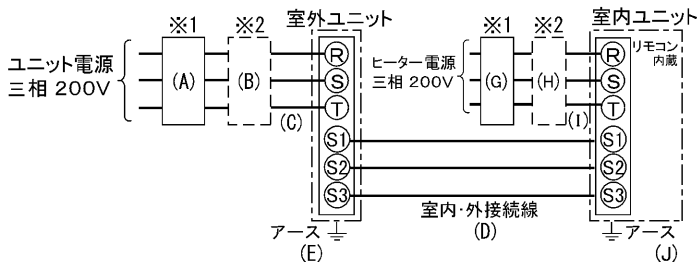 ※1 ※2 室外ユニット ※1 ※2 室内ユニット
ユニット電源
三相 200V
(A) (B) (C)
R
S
T
S1
S2
S3
ヒーター電源
三相 200V
(G) (H) (I)
R
S
T
S1
S2
S3
リモコン
内蔵
室内・外接続線
(D)
アース
(E)
アース
(J)